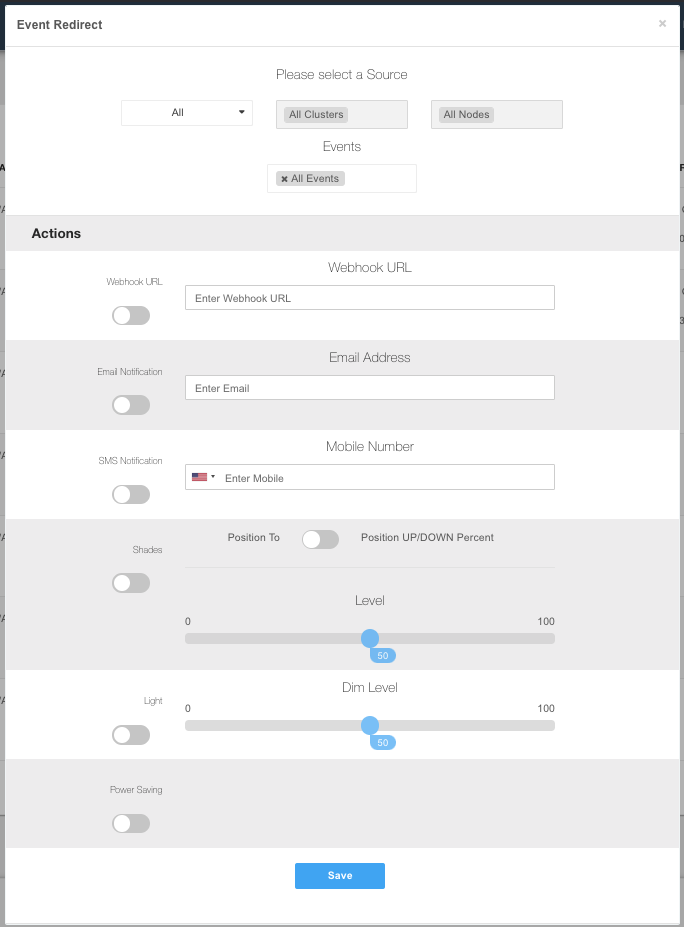 Event Redirect ×
Please select a Source
All All Clusters All Nodes
Events
✖ All Events
Actions
Webhook URL
Webhook URL
Enter Webhook URL
Email Address
Email Notification
Enter Email
Mobile Number
SMS Notification
Enter Mobile
Position To Position UP/DOWN Percent
Shades
Level
0 100
50
Dim Level
Light
0 100
50
Power Saving
Save